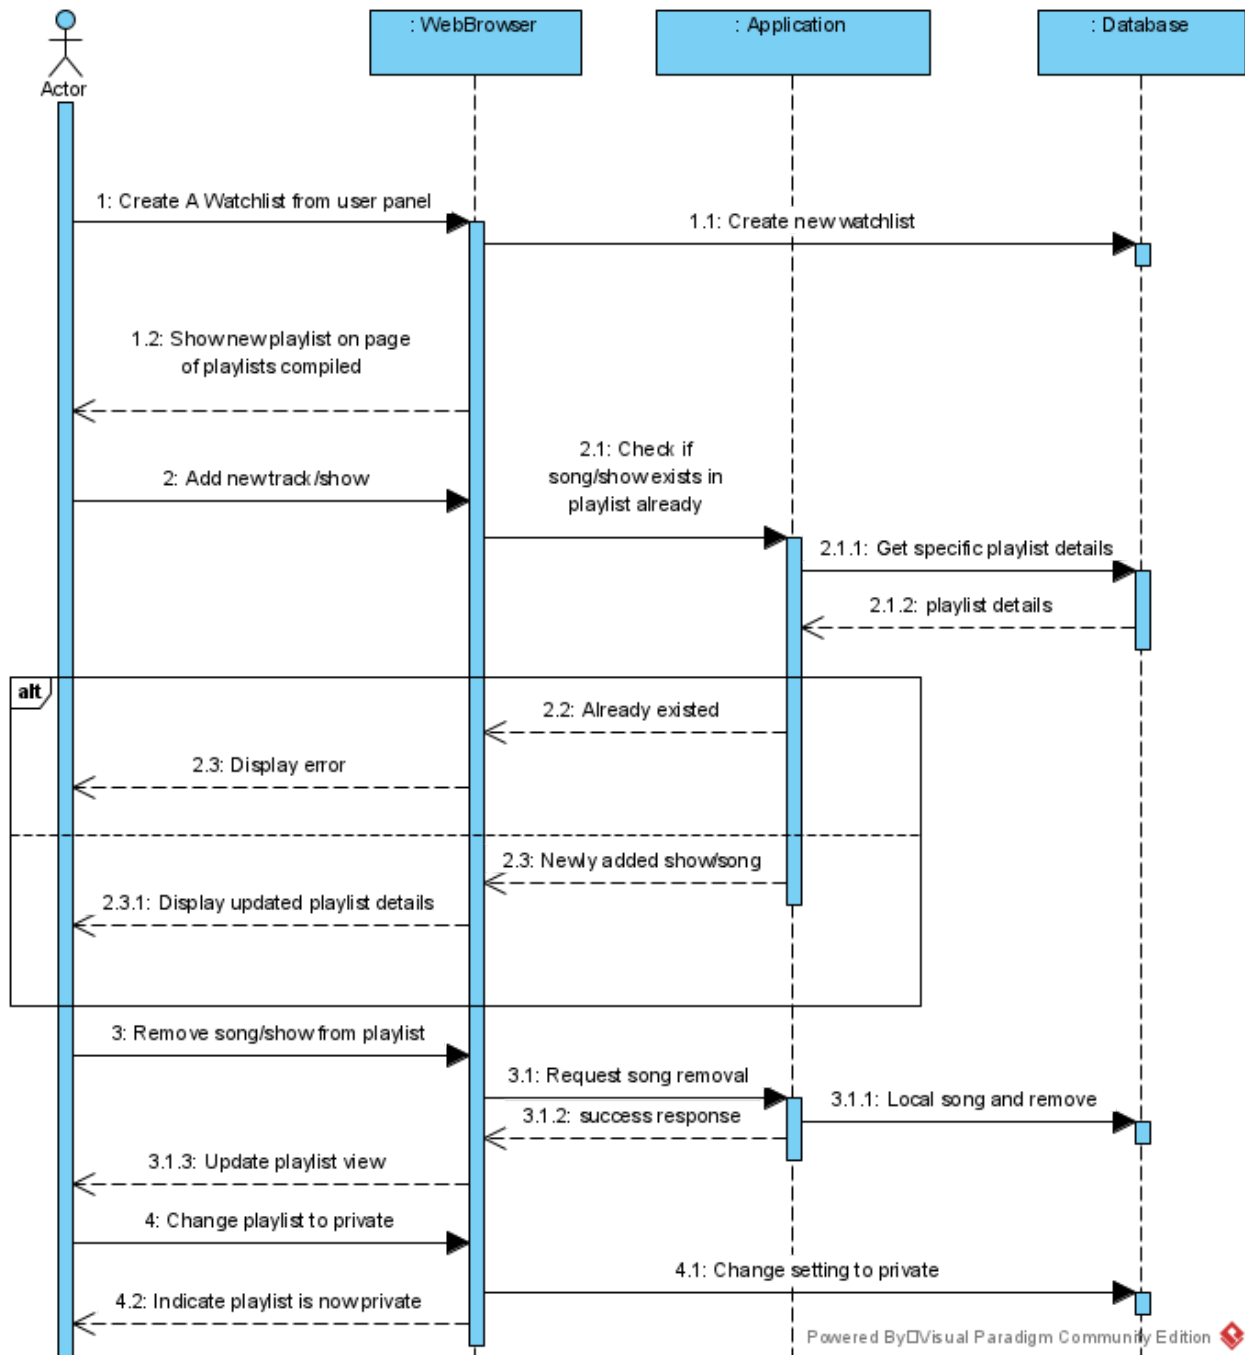 : WebBrowser
: Application
: Database
Actor
1: Create A Watchlist from user panel
1.1: Create new watchlist
1.2: Show new playlist on page
of playlists compiled
2.1: Check if
song/show exists in
playlist already
2: Add new track/show
2.1.1: Get specific playlist details
2.1.2: playlist details
alt
2.2: Already existed
2.3: Display error
2.3: Newly added show/song
2.3.1: Display updated playlist details
3: Remove song/show from playlist
3.1: Request song removal
3.1.1: Local song and remove
3.1.2: success response
3.1.3: Update playlist view
4: Change playlist to private
4.1: Change setting to private
4.2: Indicate playlist is now private
Powered By□Visual Paradigm Community Edition